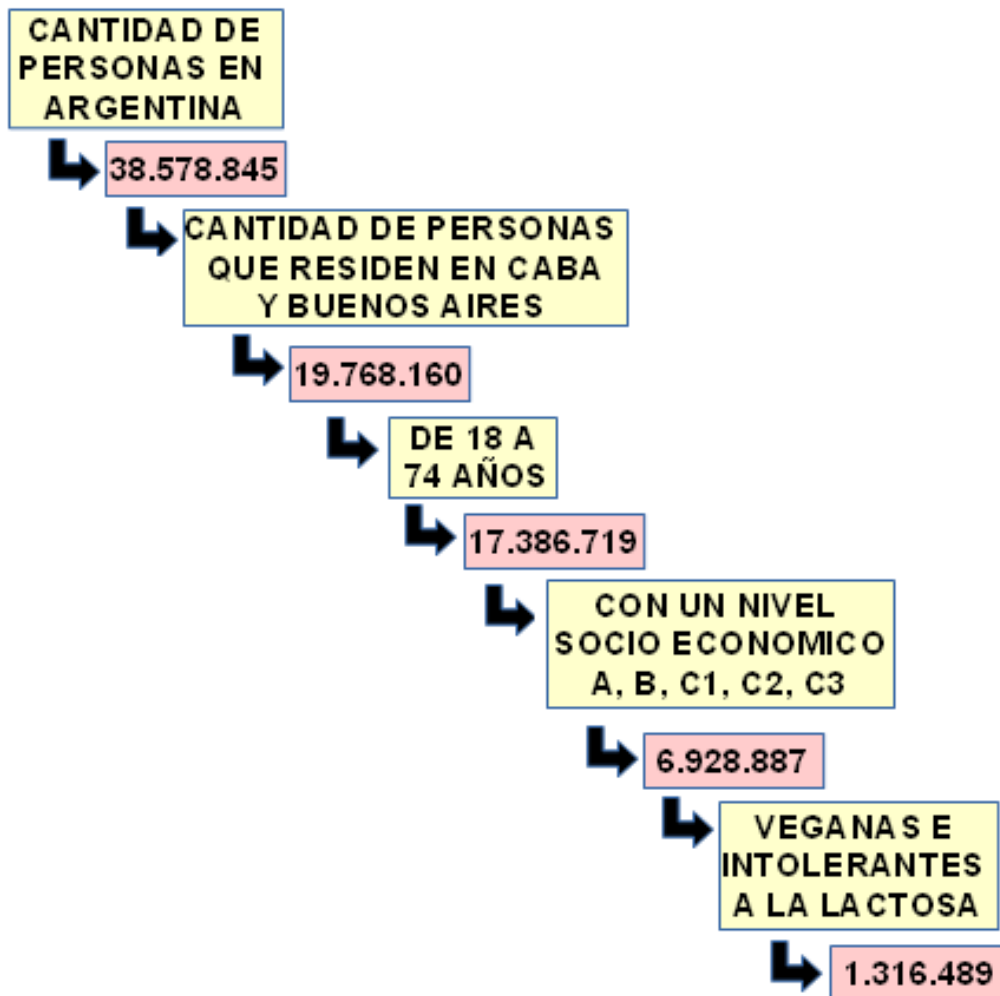 CANTIDAD DE
PERSONAS EN
ARGENTINA
38.578.845
CANTIDAD DE PERSONAS
QUE RESIDEN EN CABA
Y BUENOS AIRES
19.768.160
DE 18 A
74 AÑOS
17.386.719
CON UN NIVEL
SOCIO ECONOMICO
A, B, C1, C2, C3
6.928.887
VEGANAS E
INTOLERANTES
A LA LACTOSA
1.316.489